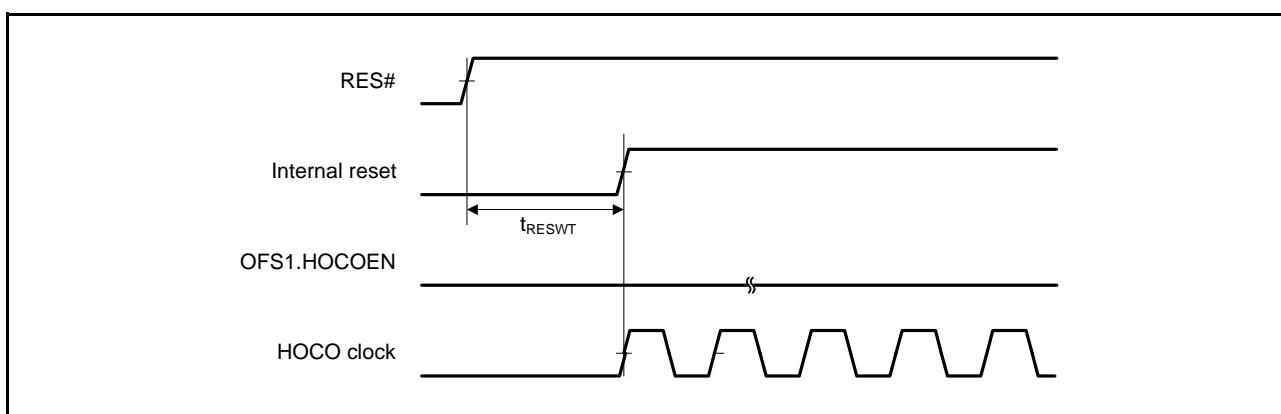 RES#
Internal reset
tRESWT
OFS1.HOCOEN
HOCO clock